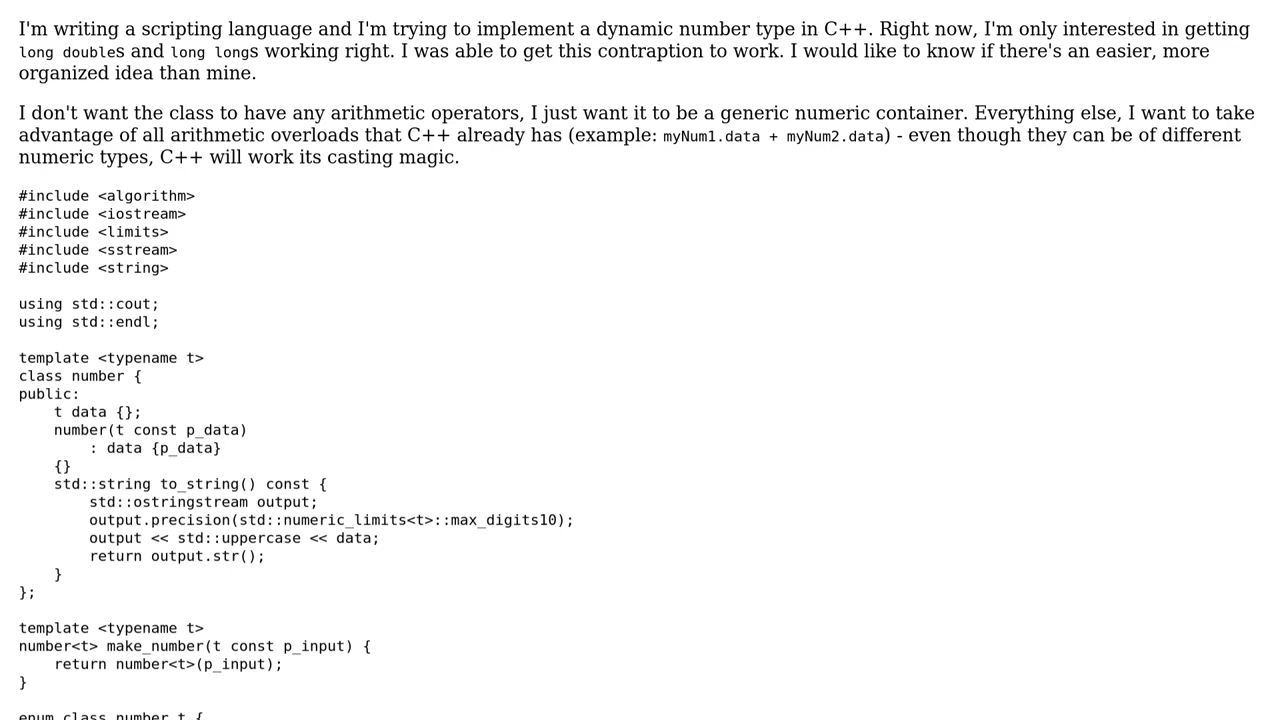 I'm writing a scripting language and I'm trying to implement a dynamic number type in C++. Right now, I'm only interested in getting
long doubles and long longs working right. I was able to get this contraption to work. I would like to know if there's an easier, more
organized idea than mine.
I don't want the class to have any arithmetic operators, I just want it to be a generic numeric container. Everything else, I want to take
advantage of all arithmetic overloads that C++ already has (example: myNum1.data + myNum2.data) - even though they can be of different
numeric types, C++ will work its casting magic.
#include <algorithm>
#include <iostream>
#include <limits>
#include <sstream>
#include <string>
using std::cout;
using std::endl;
template <typename t>
class number {
public:
    t data {};
    number(t const p_data)
        : data {p_data}
    {}
    std::string to_string() const {
        std::ostringstream output;
        output.precision(std::numeric_limits<t>::max_digits10);
        output << std::uppercase << data;
        return output.str();
    }
};
template <typename t>
number<t> make_number(t const p_input) {
    return number<t>(p_input);
}
enum class number_t {